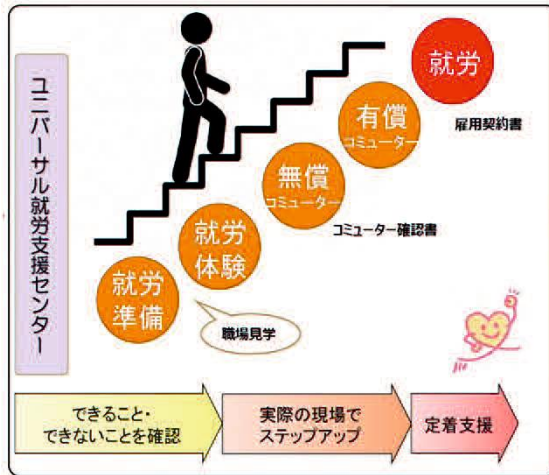 ユニバーサル就労支援センター
就労
有償
コミューター
雇用契約書
無償
コミューター
コミューター確認書
就労
体験
就労
準備
職場見学
できること・
できないことを確認
実際の現場で
ステップアップ
定着支援